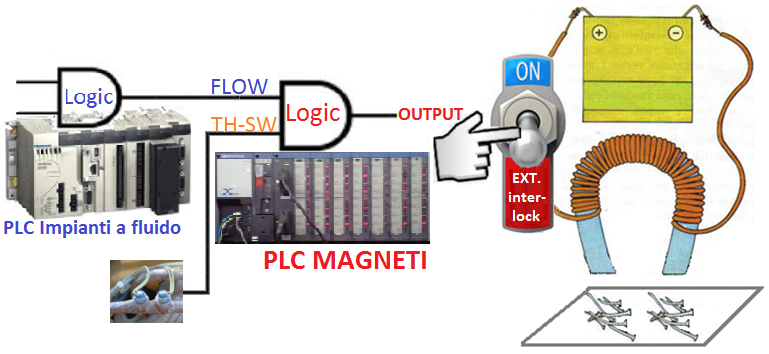 Logic
FLOW
TH-SW
Logic
OUTPUT
PLC Impianti a fluido
PLC MAGNETI
ON
EXT.
inter-
lock
+
-